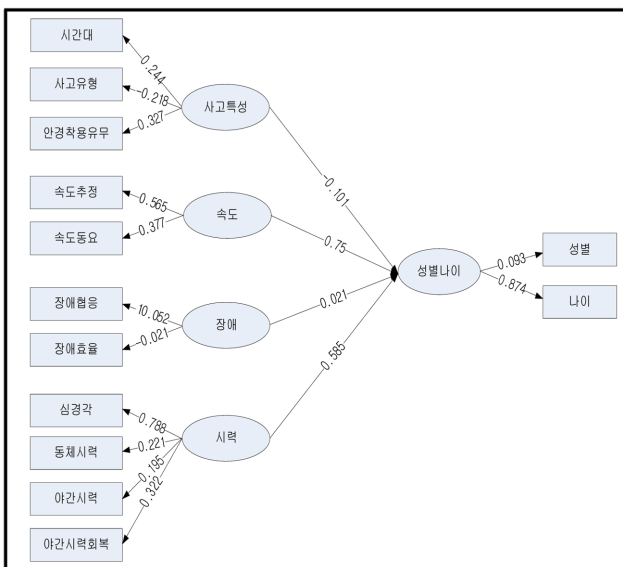 시간대
0.244
사고유형
-0.218
안경착용유무
0.327
사고특성
-0.101
속도추정
0.565
속도동요
0.377
속도
0.75
장애협응
10.052
장애효율
-0.021
장애
0.021
심경각
0.788
동체시력
0.221
야간시력
0.195
야간시력회복
0.322
시력
0.585
성별나이
0.093
성별
0.874
나이